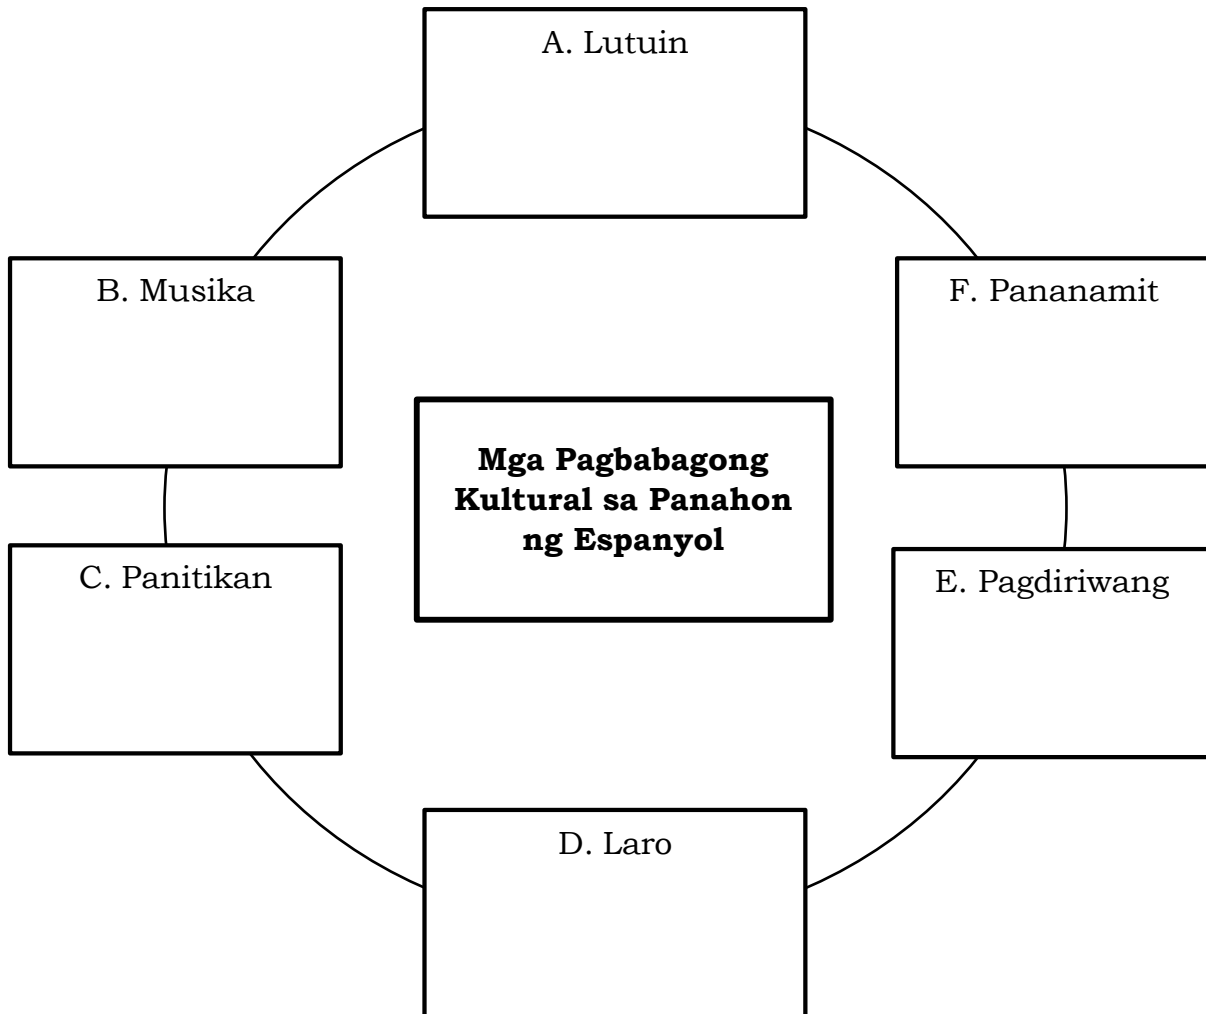 A. Lutuin
B. Musika
F. Pananamit
Mga Pagbabagong
Kultural sa Panahon
ng Espanyol
C. Panitikan
E. Pagdiriwang
D. Laro